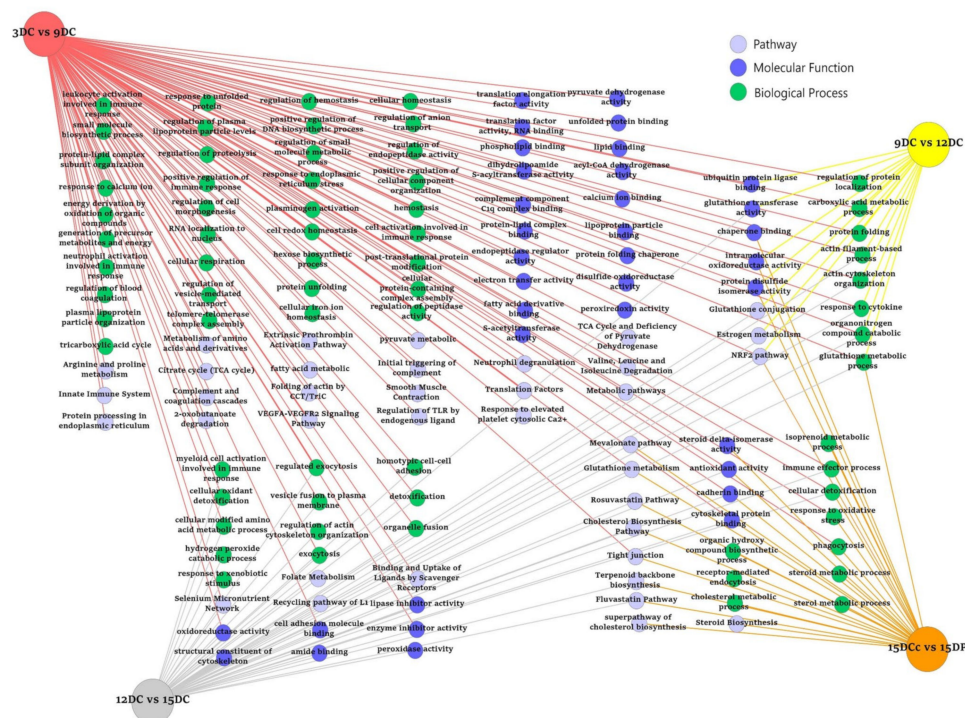 3DC vs 9DC
Pathway
Molecular Function
Biological Process
9DC vs 12DC
leukocyte activation
involved in immune
response
response to unfolded
protein
regulation of hemostasis
cellular homeostasis
translation elongation
factor activity
pyruvate dehydrogenase
activity
small molecule
biosynthetic process
regulation of plasma
lipoprotein particle levels
positive regulation of
DNA biosynthetic process
regulation of anion
transport
translation factor
activity, RNA binding
unfolded protein binding
protein-lipid complex
subunit organization
regulation of proteolysis
regulation of small
molecule metabolic
process
regulation of
endopeptidase activity
phospholipid binding
lipid binding
response to calcium ion
positive regulation of
immune response
response to endoplasmic
reticulum stress
positive regulation of
cellular component
organization
dihydrolipoamide
S-acyltransferase activity
acyl-CoA dehydrogenase
activity
ubiquitin protein ligase
binding
regulation of protein
localization
energy derivation by
oxidation of organic
compounds
regulation of cell
morphogenesis
plasminogen activation
hemostasis
complement component
C1q complex binding
calcium ion binding
glutathione transferase
activity
carboxylic acid metabolic
process
generation of precursor
metabolites and energy
RNA localization to
nucleus
cell redox homeostasis
cell activation involved in
immune response
protein-lipid complex
binding
lipoprotein particle
binding
chaperone binding
protein folding
neutrophil activation
involved in immune
response
cellular respiration
hexose biosynthetic process
post-translational protein
modification
endopeptidase regulator
activity
protein folding chaperone
intramolecular
oxidoreductase activity
actin filament-based
process
regulation of blood
coagulation
regulation of
vesicle-mediated
transport
protein unfolding
cellular
protein-containing
complex assembly
electron transfer activity
disulfide oxidoreductase
activity
protein disulfide
isomerase activity
actin cytoskeleton
organization
plasma lipoprotein
particle organization
telomere-telomerase
complex assembly
cellular iron ion
homeostasis
regulation of peptidase
activity
fatty acid derivative
binding
peroxiredoxin activity
Glutathione conjugation
response to cytokine
tricarboxylic acid cycle
Metabolism of amino
acids and derivatives
Extrinsic Prothrombin
Activation Pathway
pyruvate metabolic
S-acetyltransferase
activity
TCA Cycle and Deficiency
of Pyruvate
Dehydrogenase
Estrogen metabolism
organonitrogen
compound catabolic
process
Arginine and proline
metabolism
Citrate cycle (TCA cycle)
fatty acid metabolic
Initial triggering of
complement
Neutrophil degranulation
Valine, Leucine and
Isoleucine Degradation
NRF2 pathway
glutathione metabolic
process
Innate Immune System
Complement and
coagulation cascades
Folding of actin by
CCT/TriC
Smooth Muscle
Contraction
Translation Factors
Metabolic pathways
Protein processing in
endoplasmic reticulum
2-oxobutanoate
degradation
VEGFA-VEGFR2 Signaling
Pathway
Regulation of TLR by
endogenous ligand
Response to elevated
platelet cytosolic Ca2+
Mevalonate pathway
steroid delta-isomerase
activity
isoprenoid metabolic
process
myeloid cell activation
involved in immune
response
regulated exocytosis
homotypic cell-cell
adhesion
Glutathione metabolism
antioxidant activity
immune effector process
cellular oxidant
detoxification
vesicle fusion to plasma
membrane
detoxification
Rosuvastatin Pathway
cadherin binding
cellular detoxification
cellular modified amino
acid metabolic process
regulation of actin
cytoskeleton organization
organelle fusion
Cholesterol Biosynthesis
Pathway
cytoskeletal protein
binding
response to oxidative
stress
hydrogen peroxide
catabolic process
exocytosis
Tight junction
organic hydroxy
compound biosynthetic
process
phagocytosis
response to xenobiotic
stimulus
Folate Metabolism
Binding and Uptake of
Ligands by Scavenger
Receptors
Terpenoid backbone
biosynthesis
receptor-mediated
endocytosis
steroid metabolic process
Selenium Micronutrient
Network
Recycling pathway of L1
lipase inhibitor activity
Fluvastatin Pathway
cholesterol metabolic
process
sterol metabolic process
oxidoreductase activity
cell adhesion molecule
binding
enzyme inhibitor activity
superpathway of
cholesterol biosynthesis
Steroid Biosynthesis
structural constituent of
cytoskeleton
amide binding
peroxidase activity
15DCc vs 15DP
12DC vs 15DC